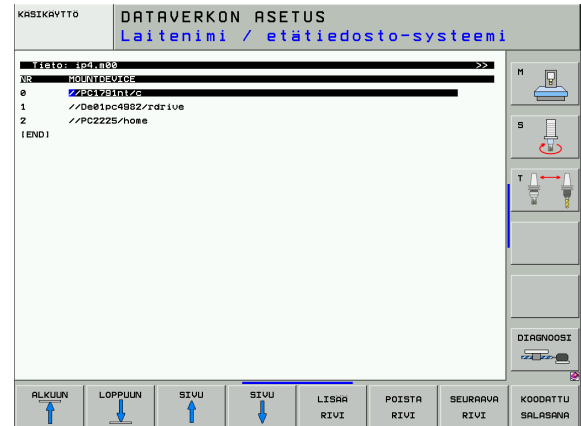 KÄSIKÄYTTÖ
DATAVERKON ASETUS
Laitenimi / etätiedosto-systeemi
Tieto: ip4.m00 >>
NR MOUNTDEVICE
0 //PC1791nt/c
1 //De01pc4982/rdrive
2 //PC2225/home
[END]
M
S
T
DIAGNOOSI
ALKUUN
LOPPUUN
SIVU
SIVU
LISÄÄ
RIVI
POISTA
RIVI
SEURAAVA
RIVI
KOODATTU
SALASANA